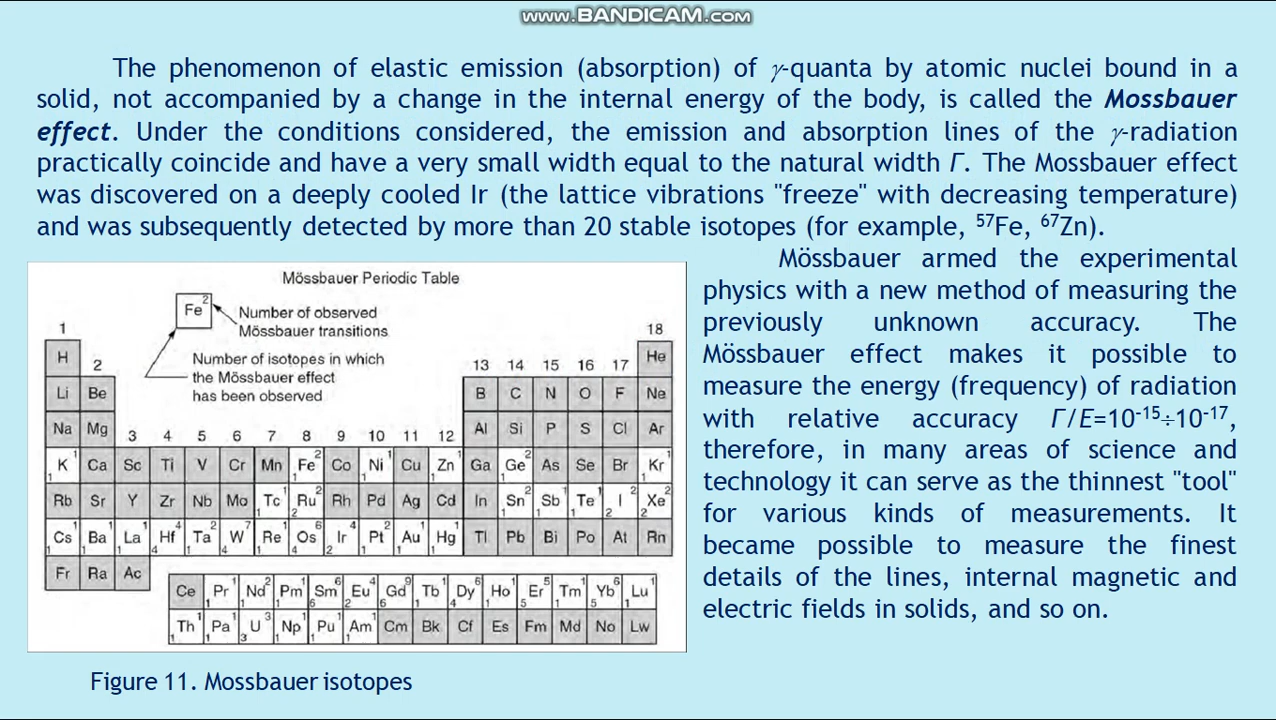 www.BANDICAM.com
The phenomenon of elastic emission (absorption) of γ-quanta by atomic nuclei bound in a
solid, not accompanied by a change in the internal energy of the body, is called the Mossbauer
effect. Under the conditions considered, the emission and absorption lines of the γ-radiation
practically coincide and have a very small width equal to the natural width Γ. The Mossbauer effect
was discovered on a deeply cooled Ir (the lattice vibrations "freeze" with decreasing temperature)
and was subsequently detected by more than 20 stable isotopes (for example, ⁵⁷Fe, ⁶⁷Zn).
Mössbauer armed the experimental
physics with a new method of measuring the
previously unknown accuracy. The
Mössbauer effect makes it possible to
measure the energy (frequency) of radiation
with relative accuracy Γ/E=10⁻¹⁵÷10⁻¹⁷,
therefore, in many areas of science and
technology it can serve as the thinnest "tool"
for various kinds of measurements. It
became possible to measure the finest
details of the lines, internal magnetic and
electric fields in solids, and so on.
Mössbauer Periodic Table
Fe 2
Number of observed
Mössbauer transitions
Number of isotopes in which
the Mössbauer effect
has been observed
1 18
H 2 13 14 15 16 17 He
Li Be B C N O F Ne
Na Mg 3 4 5 6 7 8 9 10 11 12 Al Si P S Cl Ar
K Ca Sc Ti V Cr Mn Fe Co Ni Cu Zn Ga Ge As Se Br Kr
Rb Sr Y Zr Nb Mo Tc Ru Rh Pd Ag Cd In Sn Sb Te I Xe
Cs Ba La Hf Ta W Re Os Ir Pt Au Hg Tl Pb Bi Po At Rn
Fr Ra Ac
Ce Pr Nd Pm Sm Eu Gd Tb Dy Ho Er Tm Yb Lu
Th Pa U Np Pu Am Cm Bk Cf Es Fm Md No Lw
Figure 11. Mossbauer isotopes